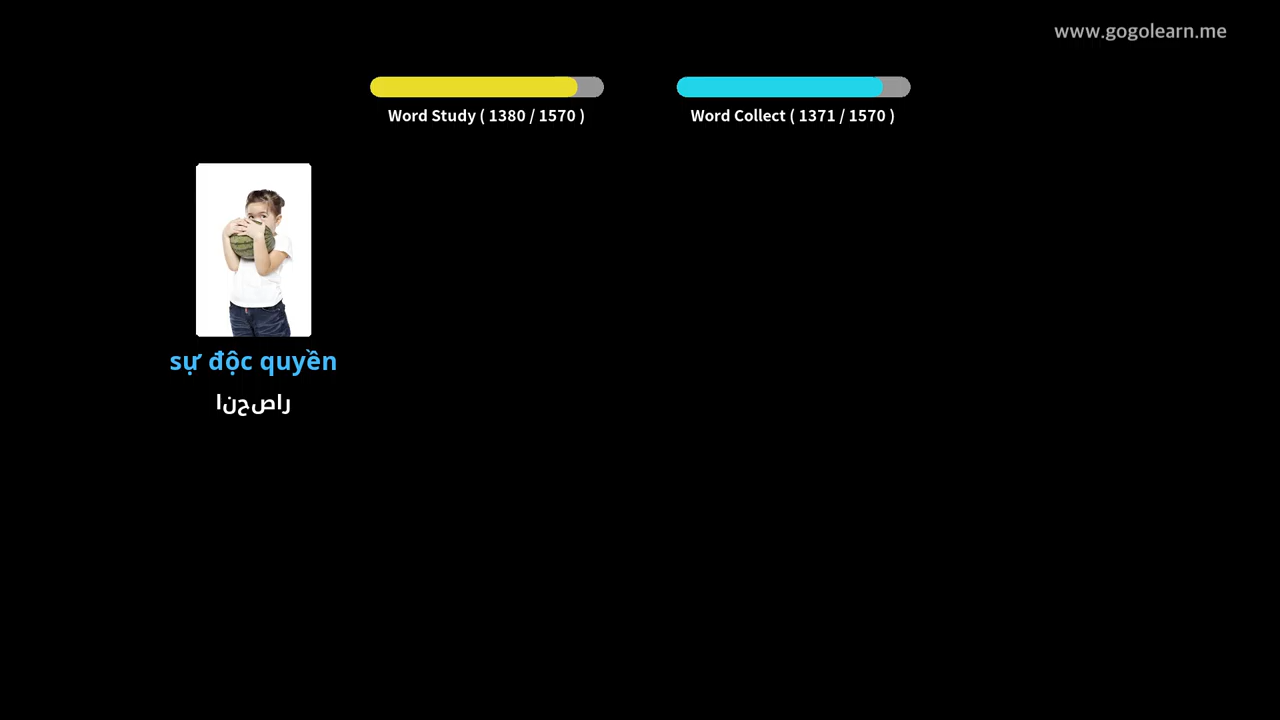 www.gogolearn.me
Word Study ( 1380 / 1570 )
Word Collect ( 1371 / 1570 )
sự độc quyền
انحصار